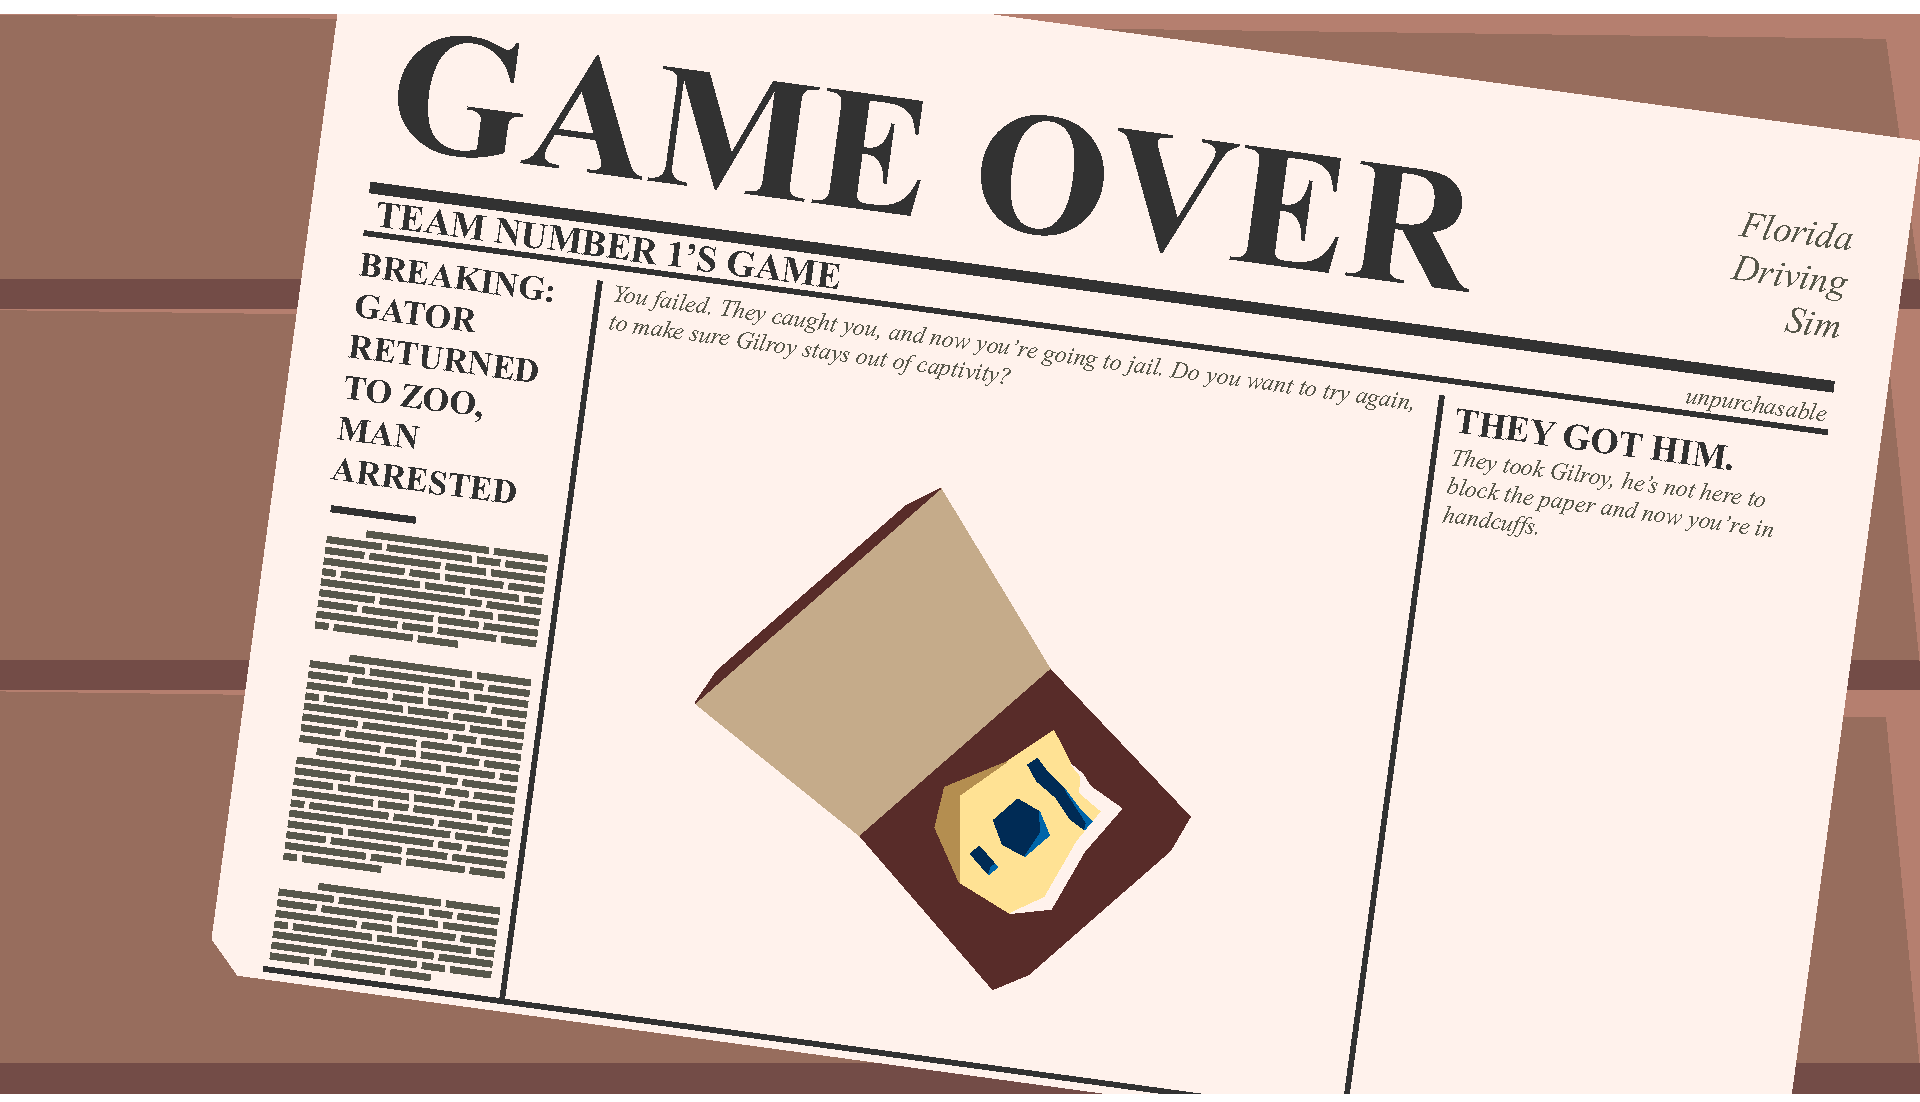 GAME OVER
Florida
Driving
Sim
TEAM NUMBER 1’S GAME
unpurchasable
BREAKING:
GATOR
RETURNED
TO ZOO,
MAN
ARRESTED
You failed. They caught you, and now you’re going to jail. Do you want to try again,
to make sure Gilroy stays out of captivity?
THEY GOT HIM.
They took Gilroy, he’s not here to
block the paper and now you’re in
handcuffs.